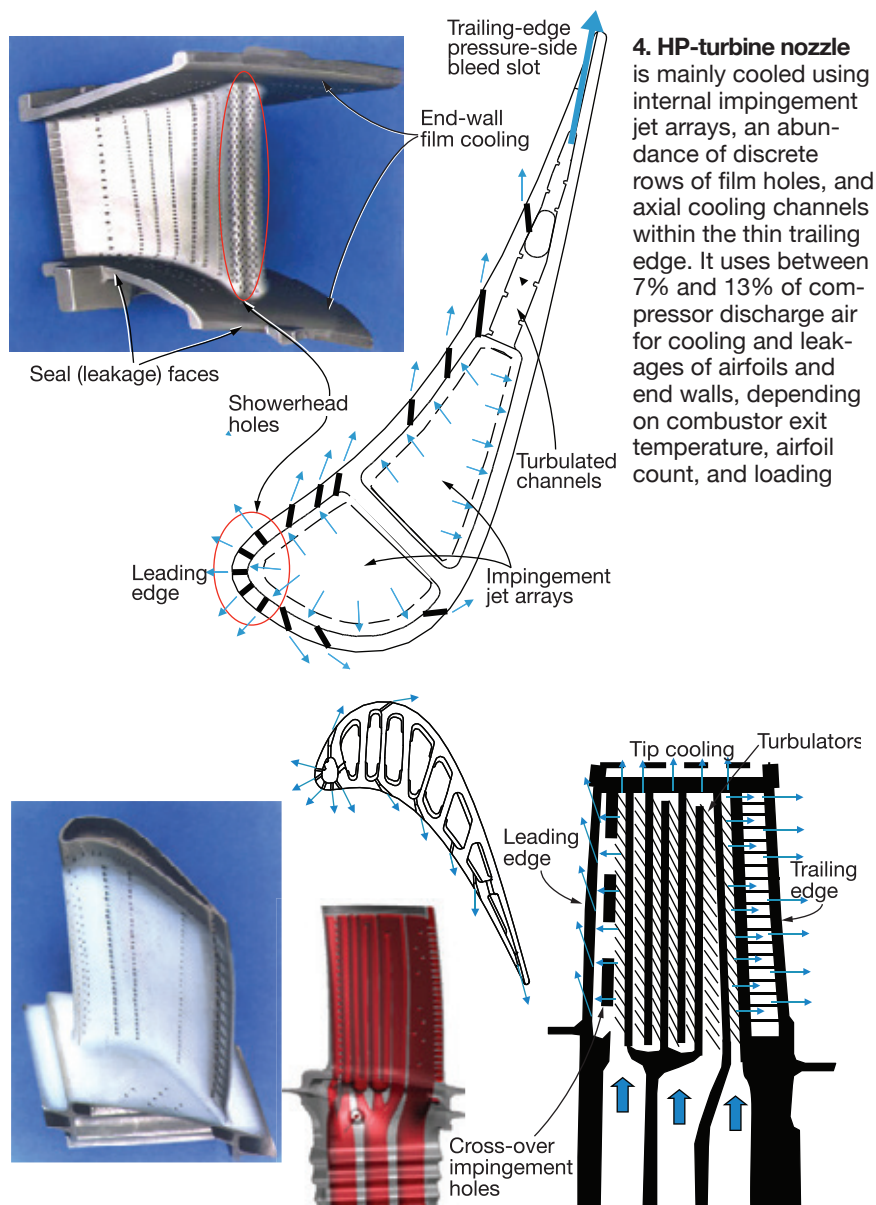 Trailing-edge
pressure-side
bleed slot
End-wall
film cooling
Seal (leakage) faces
Showerhead
holes
Turbulated
channels
Leading
edge
Impingement
jet arrays
4. HP-turbine nozzle
is mainly cooled using
internal impingement
jet arrays, an abun-
dance of discrete
rows of film holes, and
axial cooling channels
within the thin trailing
edge. It uses between
7% and 13% of com-
pressor discharge air
for cooling and leak-
ages of airfoils and
end walls, depending
on combustor exit
temperature, airfoil
count, and loading
Tip cooling
Turbulators
Leading
edge
Trailing
edge
Cross-over
impingement
holes